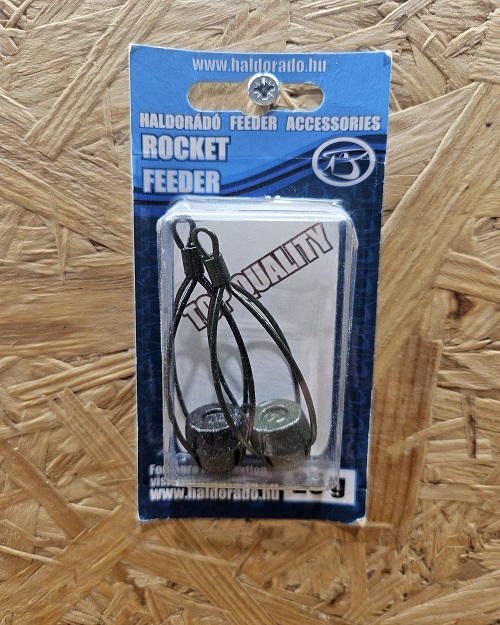 www.haldorado.hu
HALDORÁDÓ FEEDER ACCESSORIES
ROCKET
FEEDER
TOP QUALITY
www.haldorado.hu
g